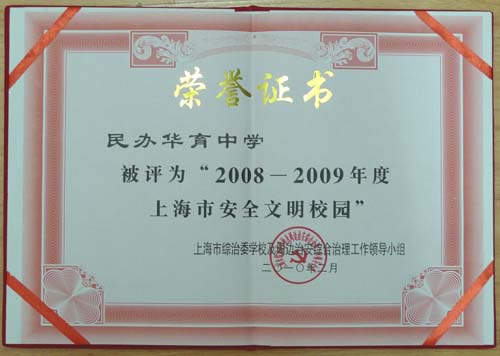 荣誉证书
民办华育中学
被评为“2008－2009年度
上海市安全文明校园”
上海市综治委学校及周边治安综合治理工作领导小组
二〇一〇年二月